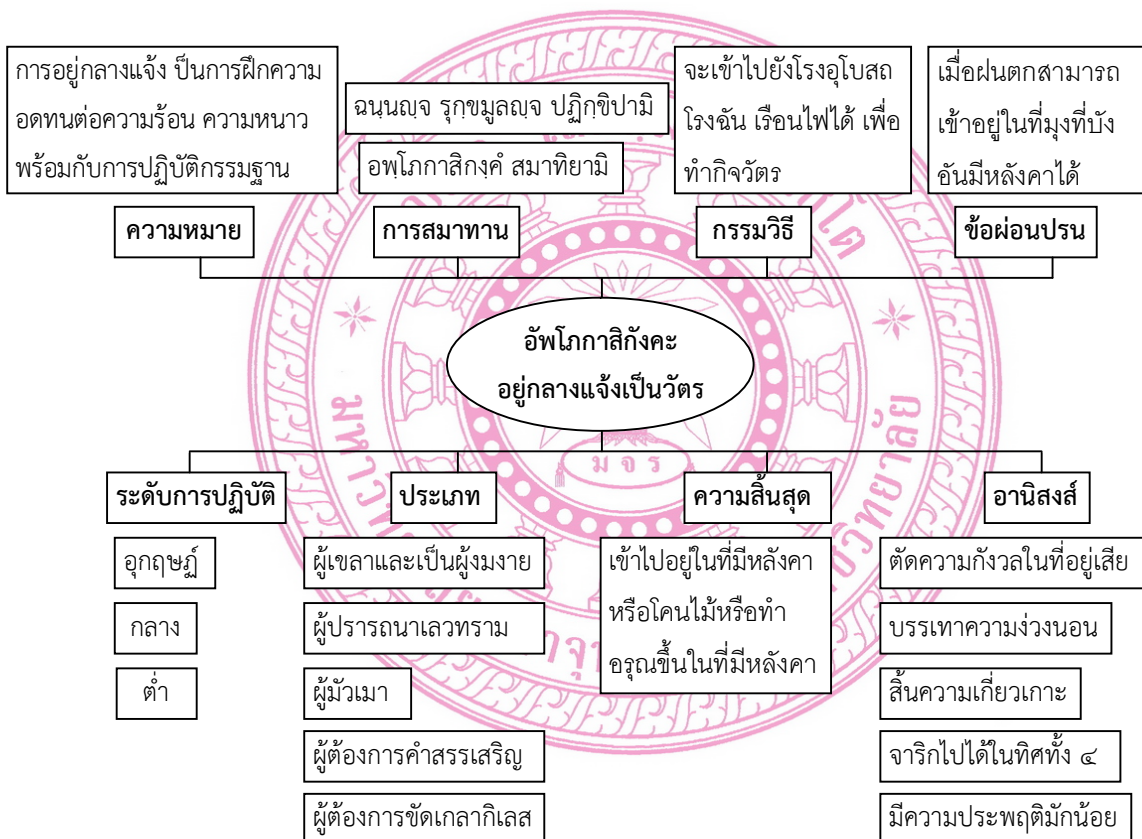 การอยู่กลางแจ้ง ป็นการฝึกความ
อดทนต่อความร้อน ความหนาว
พร้อมกับการปฏิบัติกรรมฐาน
ความหมาย
ฉนฺนญฺจ รุกฺขมูลญฺจ ปฏิกฺขิปามิ
อพฺโภกาสิกงฺคํ สมาทิยามิ
การสมาทาน
จะเข้าไปยังโรงอุโบสถ
โรงฉัน เรือนไฟได้ เพื่อ
ทำกิจวัตร
กรรมวิธี
เมื่อฝนตกสามารถ
เข้าอยู่ในที่มุงที่บัง
อันมีหลังคาได้
ข้อผ่อนปรน
อัพโภกาสิกังคะ
อยู่กลางแจ้งเป็นวัตร
ม จ ร
ระดับการปฏิบัติ
อุกฤษฏ์
กลาง
ต่ำ
ประเภท
ผู้เขลาและเป็นผู้งมงาย
ผู้ปรารถนาเลวทราม
ผู้มัวเมา
ผู้ต้องการคำสรรเสริญ
ผู้ต้องการขัดเกลากิเลส
ความสิ้นสุด
เข้าไปอยู่ในที่มีหลังคา
หรือโคนไม้หรือทำ
อรุณขึ้นในที่มีหลังคา
อานิสงส์
ตัดความกังวลในที่อยู่เสีย
บรรเทาความง่วงนอน
สิ้นความเกี่ยวเกาะ
จาริกไปได้ในทิศทั้ง ๔
มีความประพฤติมักน้อย